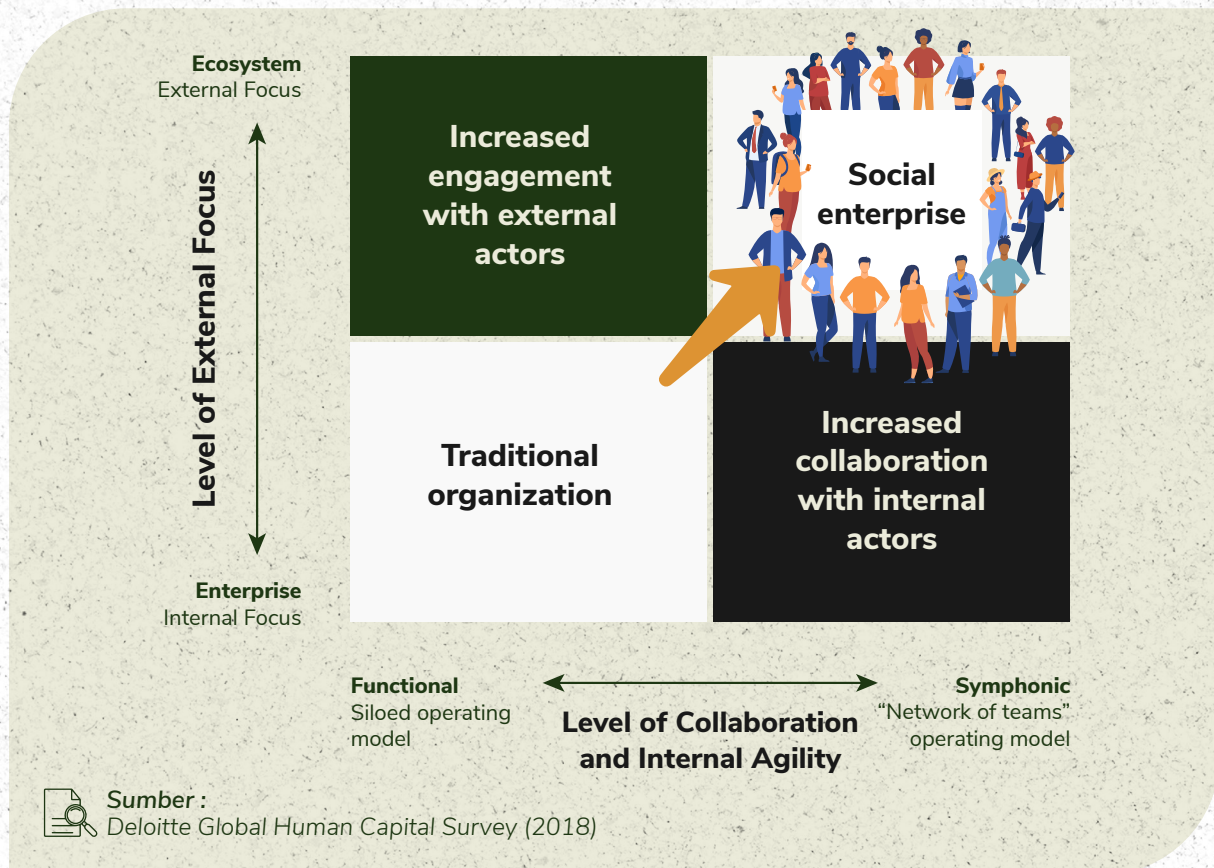 Ecosystem
External Focus
Level of External Focus
Enterprise
Internal Focus
Increased
engagement
with external
actors
Social
enterprise
Traditional
organization
Increased
collaboration
with internal
actors
Functional
Siloed operating
model
Level of Collaboration
and Internal Agility
Symphonic
“Network of teams”
operating model
Sumber :
Deloitte Global Human Capital Survey (2018)